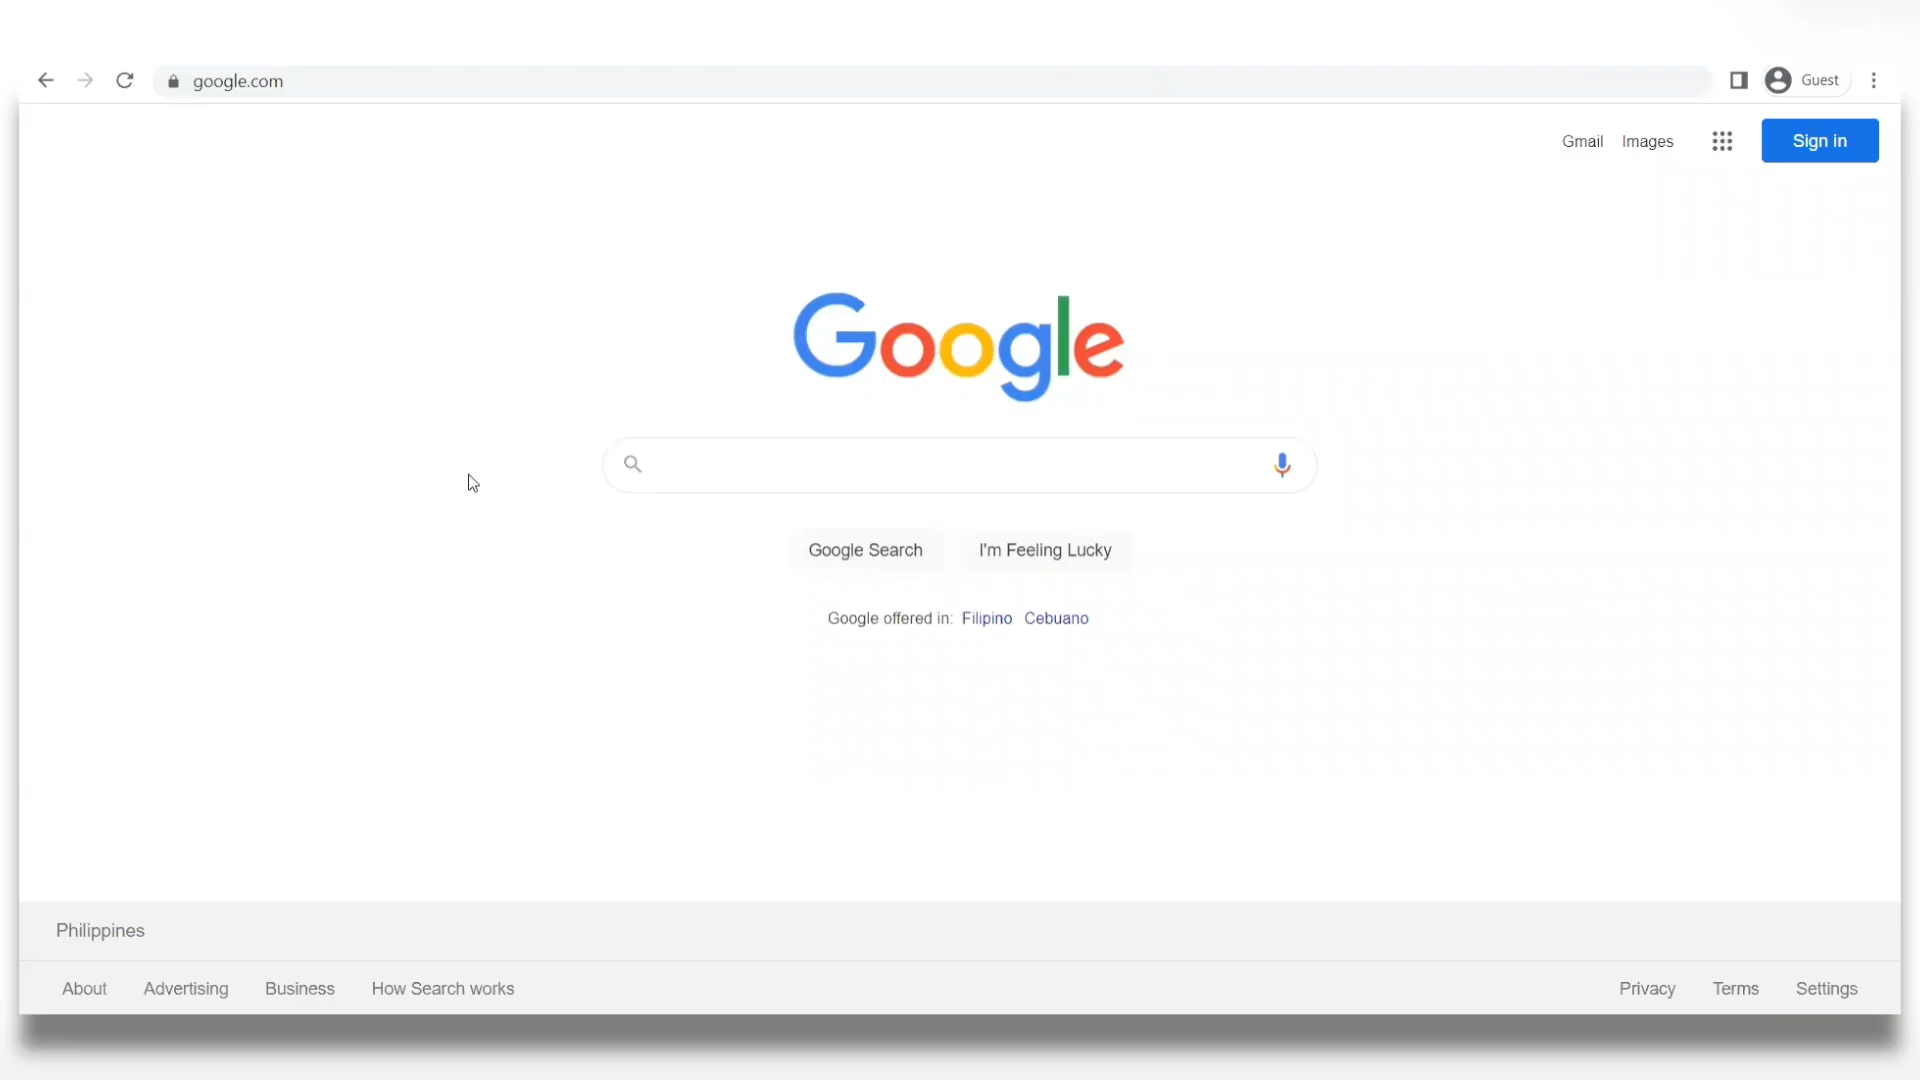 google.com
Guest
Gmail Images
Sign in
Google
Google Search I'm Feeling Lucky
Google offered in: Filipino Cebuano
Philippines
About Advertising Business How Search works Privacy Terms Settings